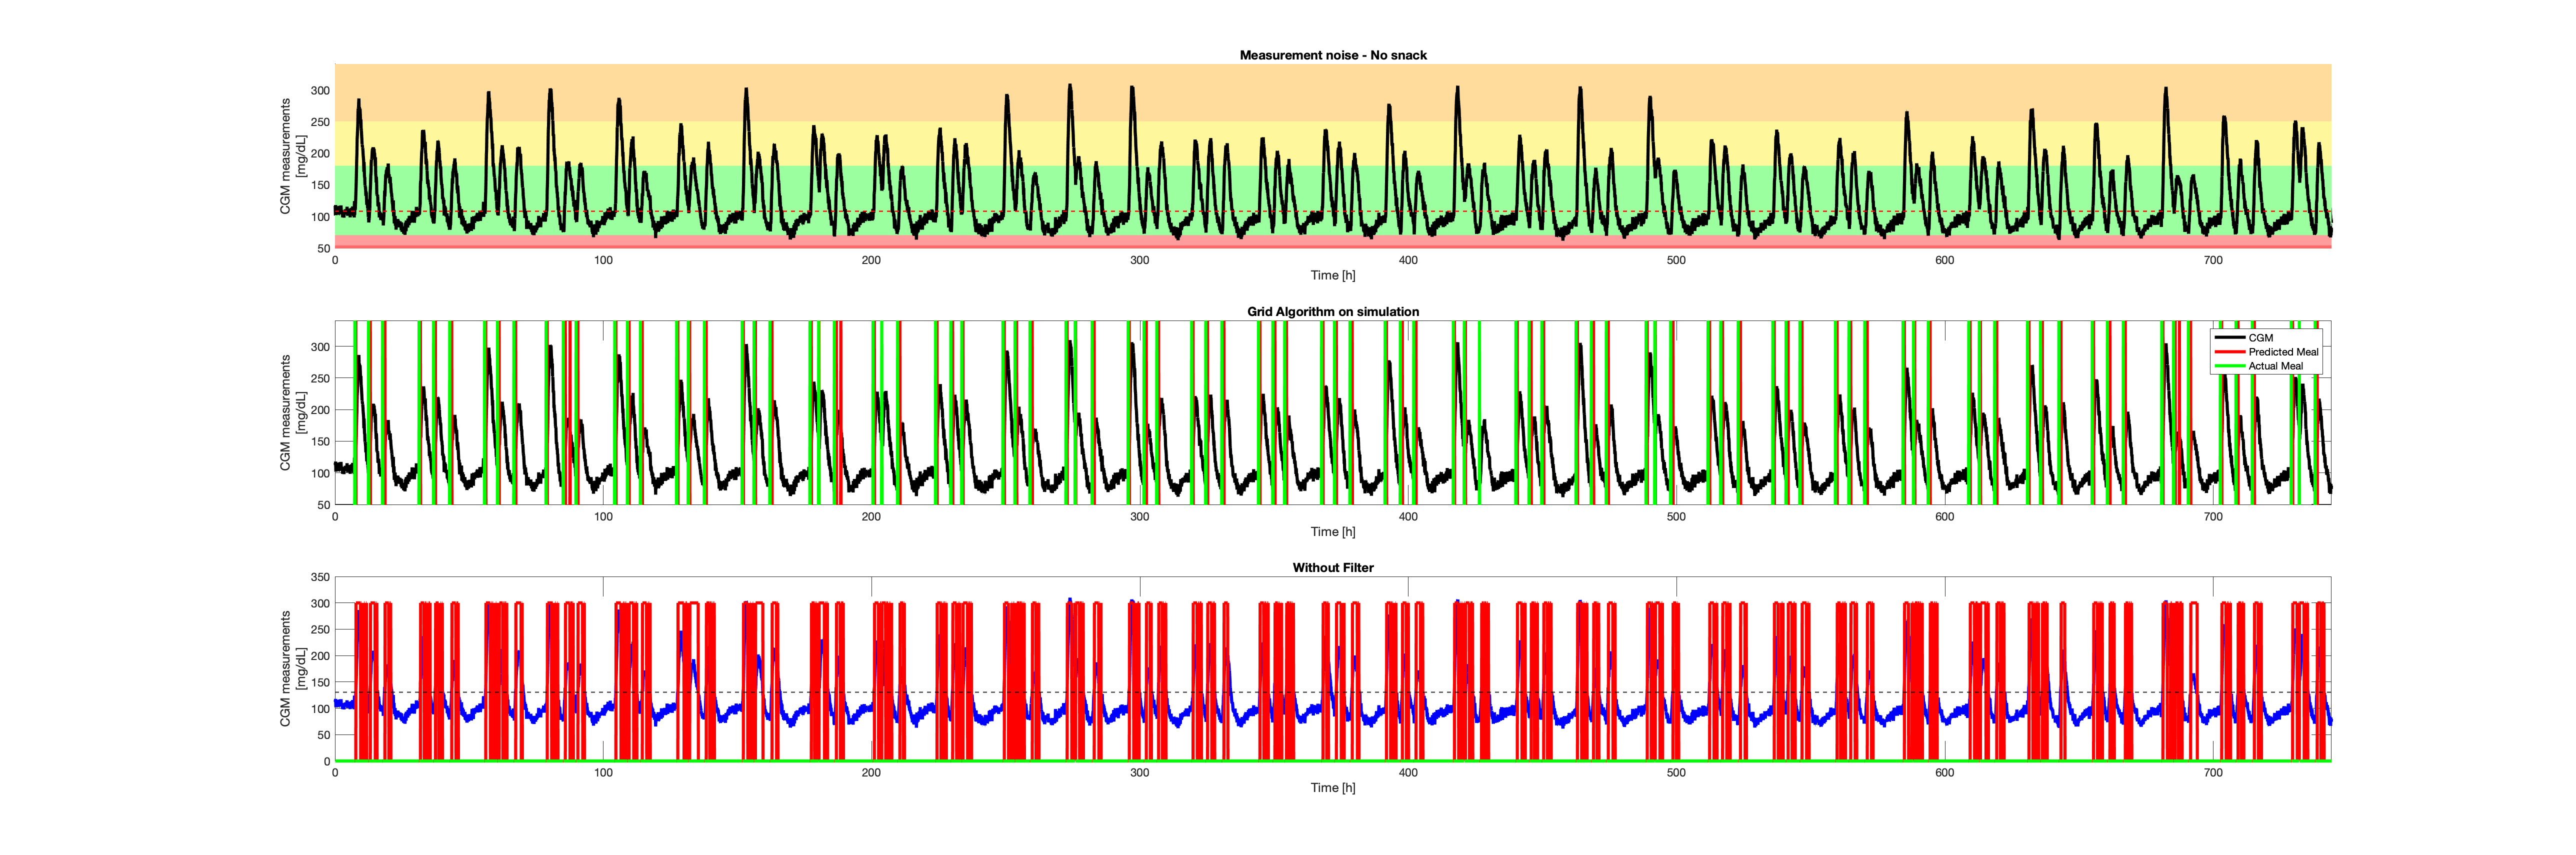 Measurement noise - No snack
CGM measurements
[mg/dL]
300
250
200
150
100
50
0 100 200 300 400 500 600 700
Time [h]
Grid Algorithm on simulation
CGM measurements
[mg/dL]
300
250
200
150
100
50
CGM
Predicted Meal
Actual Meal
0 100 200 300 400 500 600 700
Time [h]
Without Filter
CGM measurements
[mg/dL]
350
300
250
200
150
100
50
0
0 100 200 300 400 500 600 700
Time [h]